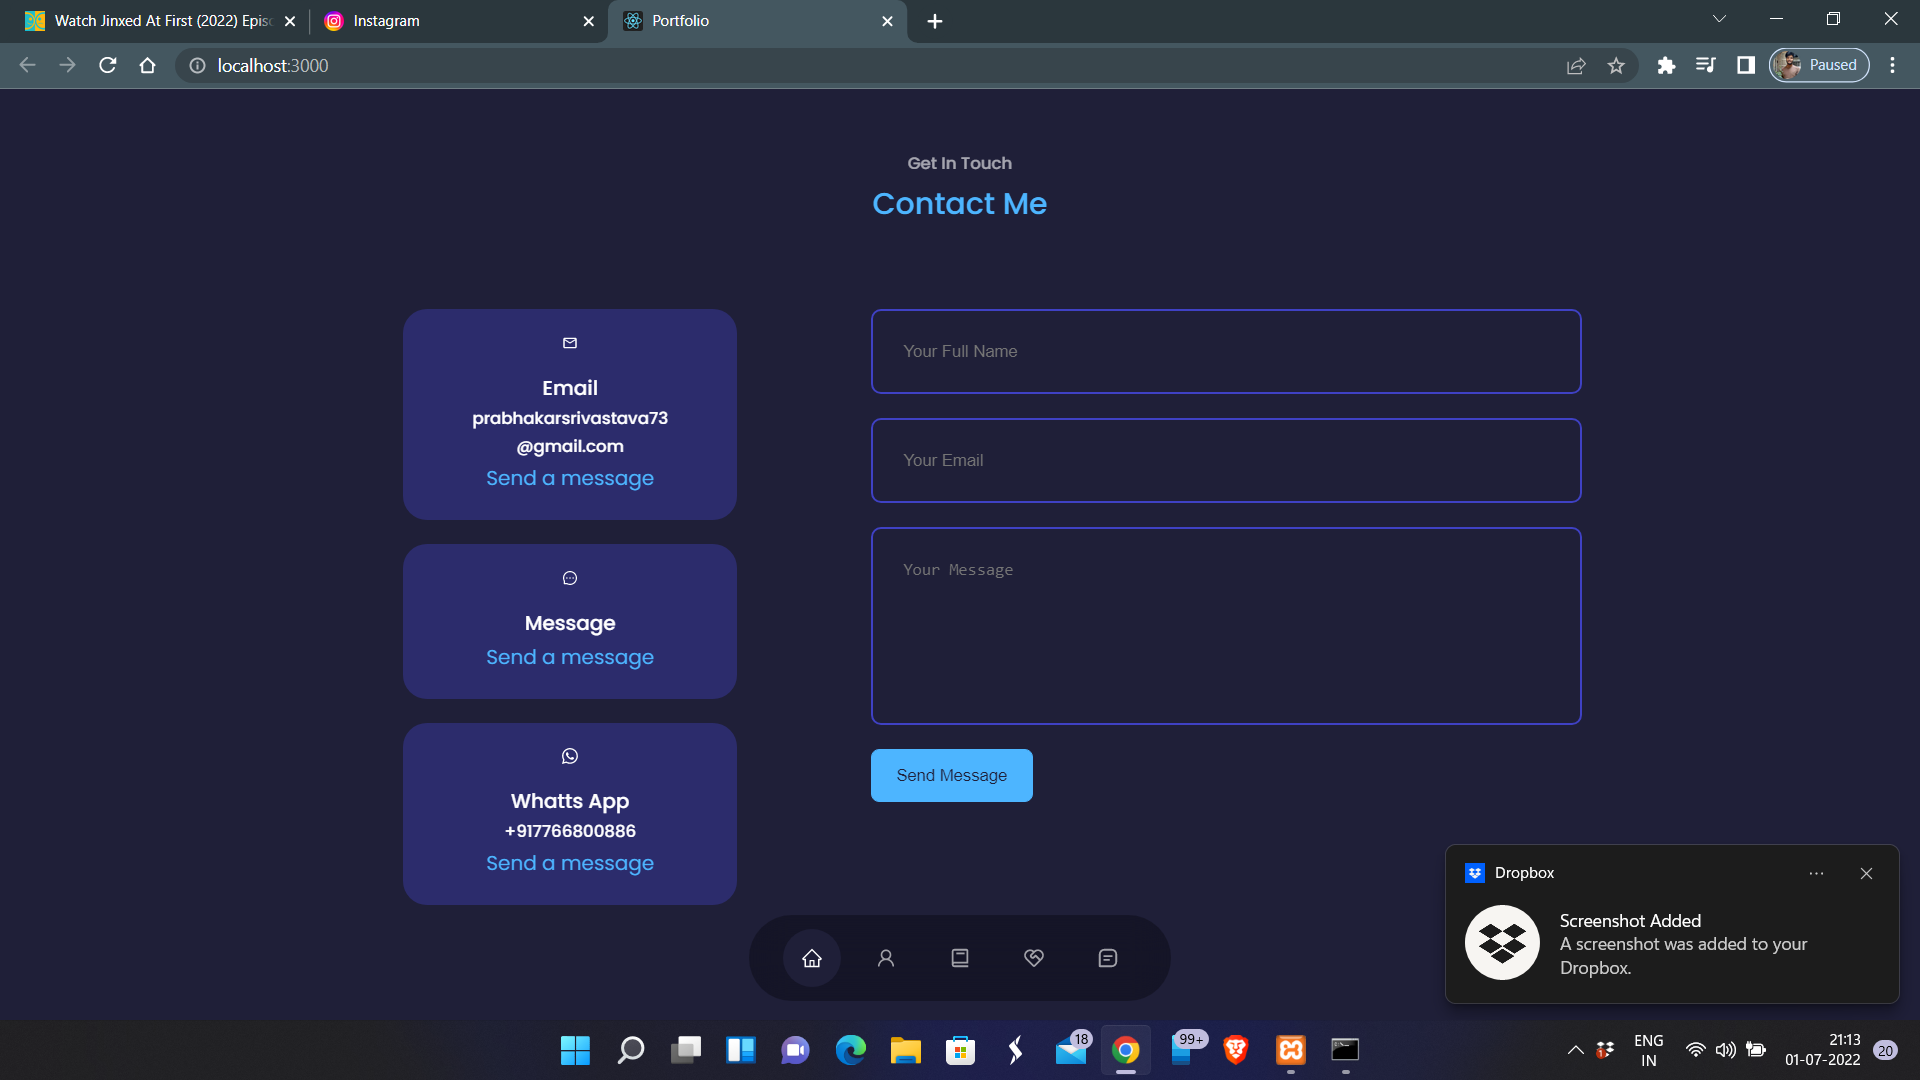 Watch Jinxed At First (2022) Epis
Instagram
Portfolio
localhost:3000
Paused
Get In Touch
Contact Me
Email
prabhakarsrivastava73
@gmail.com
Send a message
Message
Send a message
Whatts App
+917766800886
Send a message
Your Full Name
Your Email
Your Message
Send Message
Dropbox
Screenshot Added
A screenshot was added to your
Dropbox.
18
99+
ENG
IN
21:13
01-07-2022
20